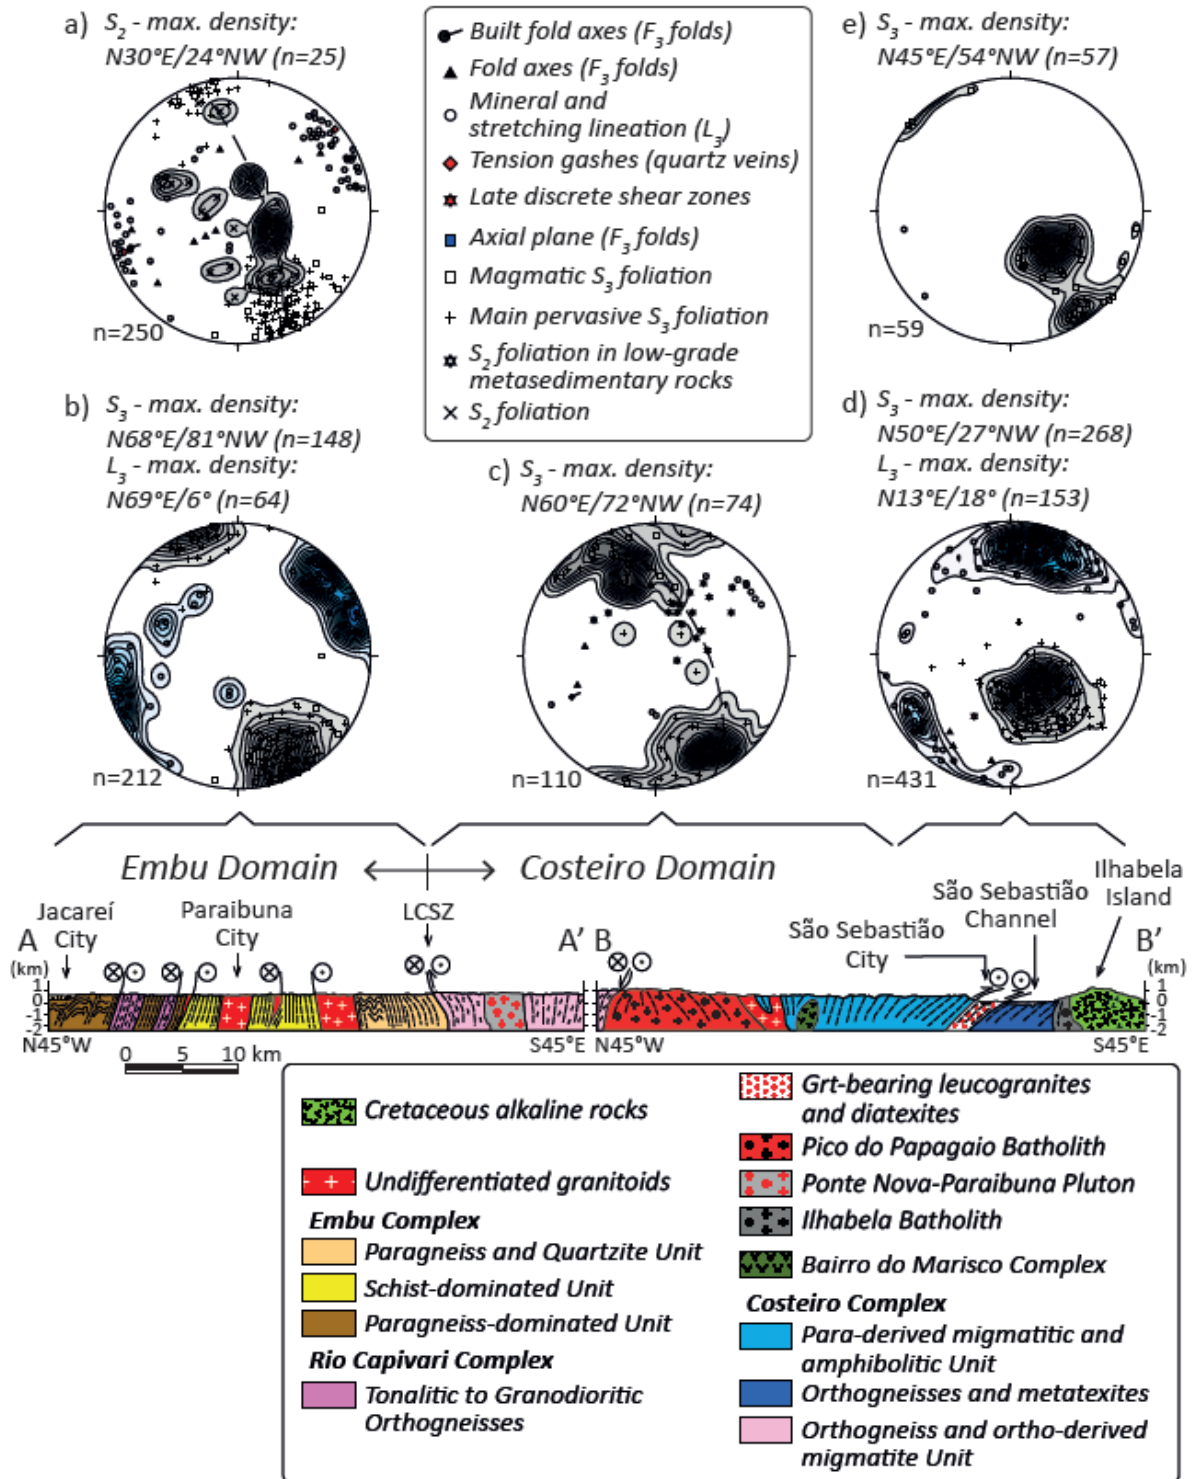 a) S2 - max. density:
N30°E/24°NW (n=25)
n=250
Built fold axes (F3 folds)
Fold axes (F3 folds)
Mineral and
stretching lineation (L3)
Tension gashes (quartz veins)
Late discrete shear zones
Axial plane (F3 folds)
Magmatic S3 foliation
Main pervasive S3 foliation
S2 foliation in low-grade
metasedimentary rocks
S2 foliation
e) S3 - max. density:
N45°E/54°NW (n=57)
n=59
b) S3 - max. density:
N68°E/81°NW (n=148)
L3 - max. density:
N69°E/6° (n=64)
n=212
c) S3 - max. density:
N60°E/72°NW (n=74)
n=110
d) S3 - max. density:
N50°E/27°NW (n=268)
L3 - max. density:
N13°E/18° (n=153)
n=431
Embu Domain
Costeiro Domain
Jacareí
City
Paraibuna
City
LCSZ
São Sebastião
City
São Sebastião
Channel
Ilhabela
Island
A
A'
B
B'
(km)
1
0
-1
-2
(km)
1
0
-1
-2
N45°W
S45°E
N45°W
S45°E
0 5 10 km
Cretaceous alkaline rocks
Undifferentiated granitoids
Embu Complex
Paragneiss and Quartzite Unit
Schist-dominated Unit
Paragneiss-dominated Unit
Rio Capivari Complex
Tonalitic to Granodioritic
Orthogneisses
Grt-bearing leucogranites
and diatexites
Pico do Papagaio Batholith
Ponte Nova-Paraibuna Pluton
Ilhabela Batholith
Bairro do Marisco Complex
Costeiro Complex
Para-derived migmatitic and
amphibolitic Unit
Orthogneisses and metatexites
Orthogneiss and ortho-derived
migmatite Unit